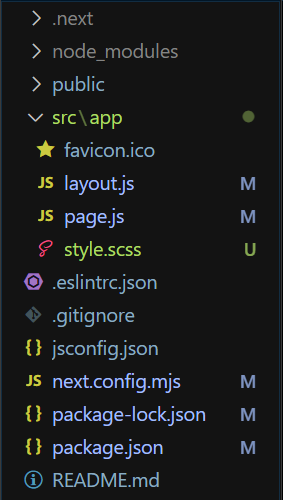 .next
node_modules
public
src\app
favicon.ico
JS layout.js M
JS page.js M
style.scss U
.eslintrc.json
.gitignore
{} jsconfig.json
JS next.config.mjs M
{} package-lock.json M
{} package.json M
README.md